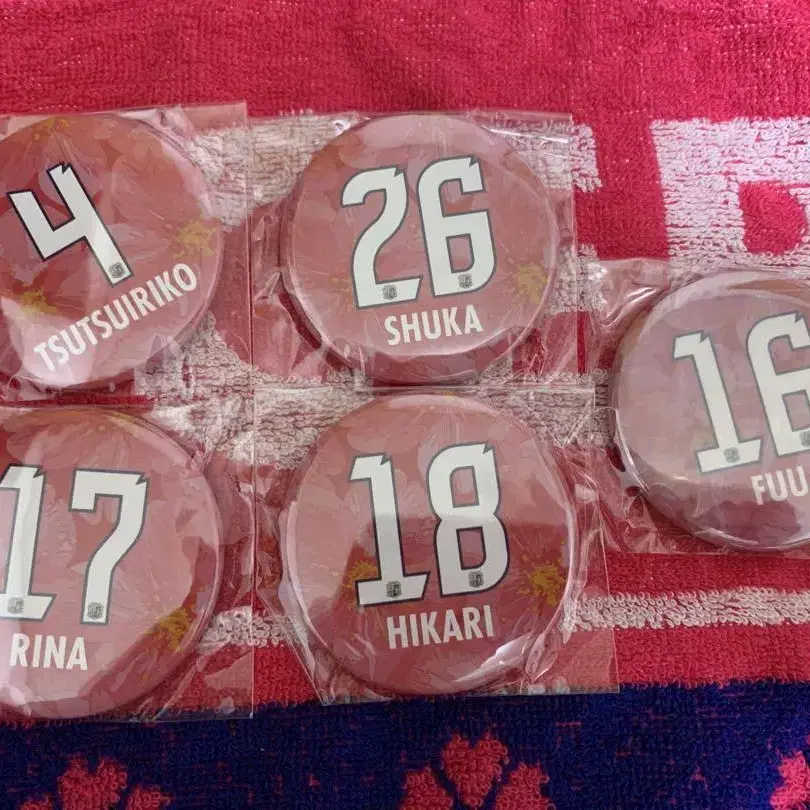 4
TSUTSUIRIKO
26
SHUKA
16
FUU
17
RINA
18
HIKARI